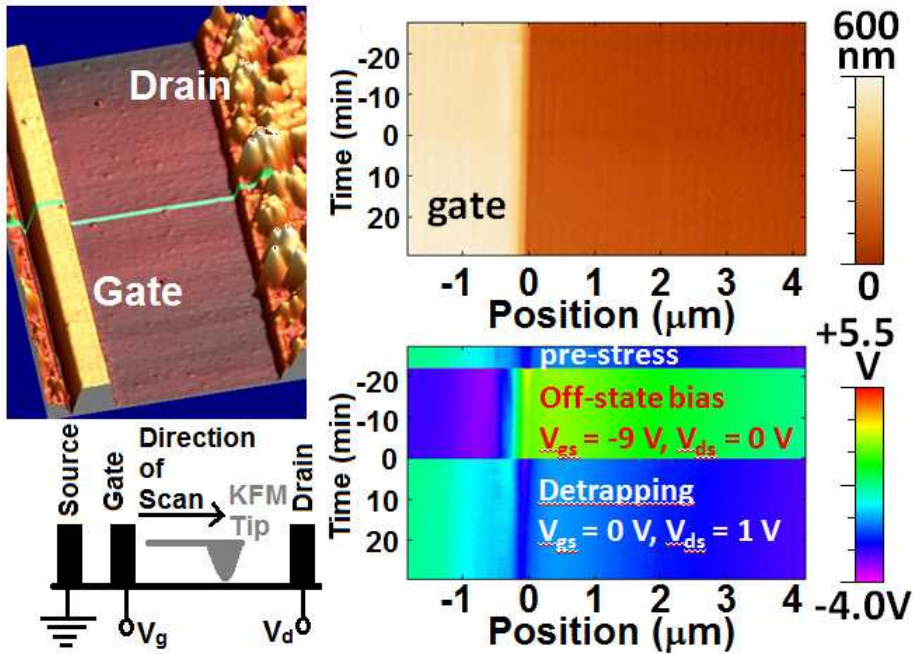 Drain
Gate
Source
Gate
Direction
of
Scan
KFM
Tip
Drain
Vg
Vd
Time (min)
-20
-10
0
10
20
gate
-1 0 1 2 3 4
Position (μm)
600
nm
0
Time (min)
-20
-10
0
10
20
pre-stress
Off-state bias
Vgs = -9 V, Vds = 0 V
Detrapping
Vgs = 0 V, Vds = 1 V
-1 0 1 2 3 4
Position (μm)
+5.5
V
-4.0V